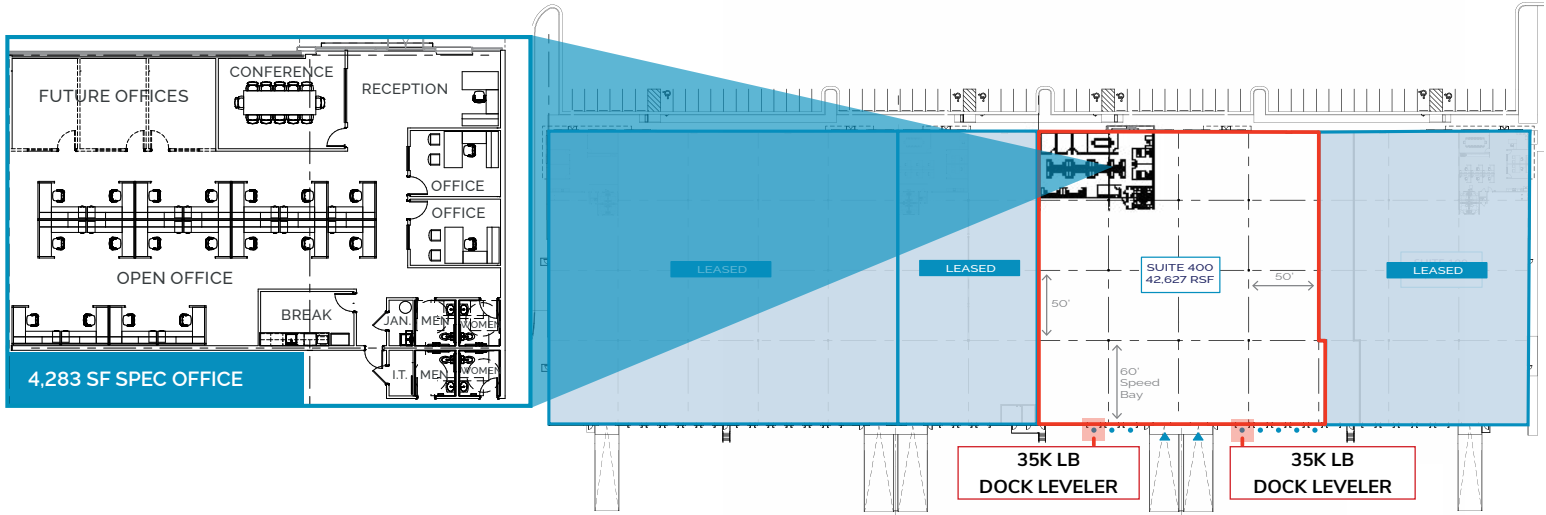 CONFERENCE
RECEPTION
FUTURE OFFICES
OFFICE
OFFICE
OPEN OFFICE
BREAK
JAN.
MEN
WOMEN
I.T.
MEN
WOMEN
4,283 SF SPEC OFFICE
LEASED
LEASED
SUITE 400
42,627 RSF
LEASED
50'
50'
60'
Speed
Bay
35K LB
DOCK LEVELER
35K LB
DOCK LEVELER